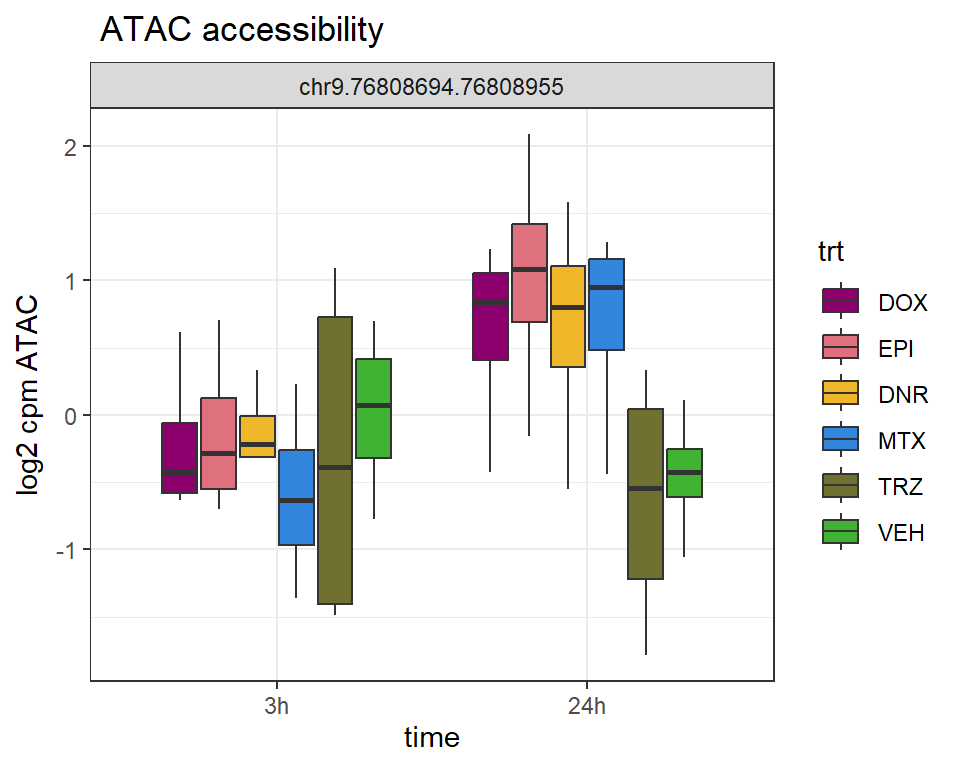 ATAC accessibility
chr9.76808694.76808955
log2 cpm ATAC
2
1
0
-1
3h
24h
time
trt
DOX
EPI
DNR
MTX
TRZ
VEH